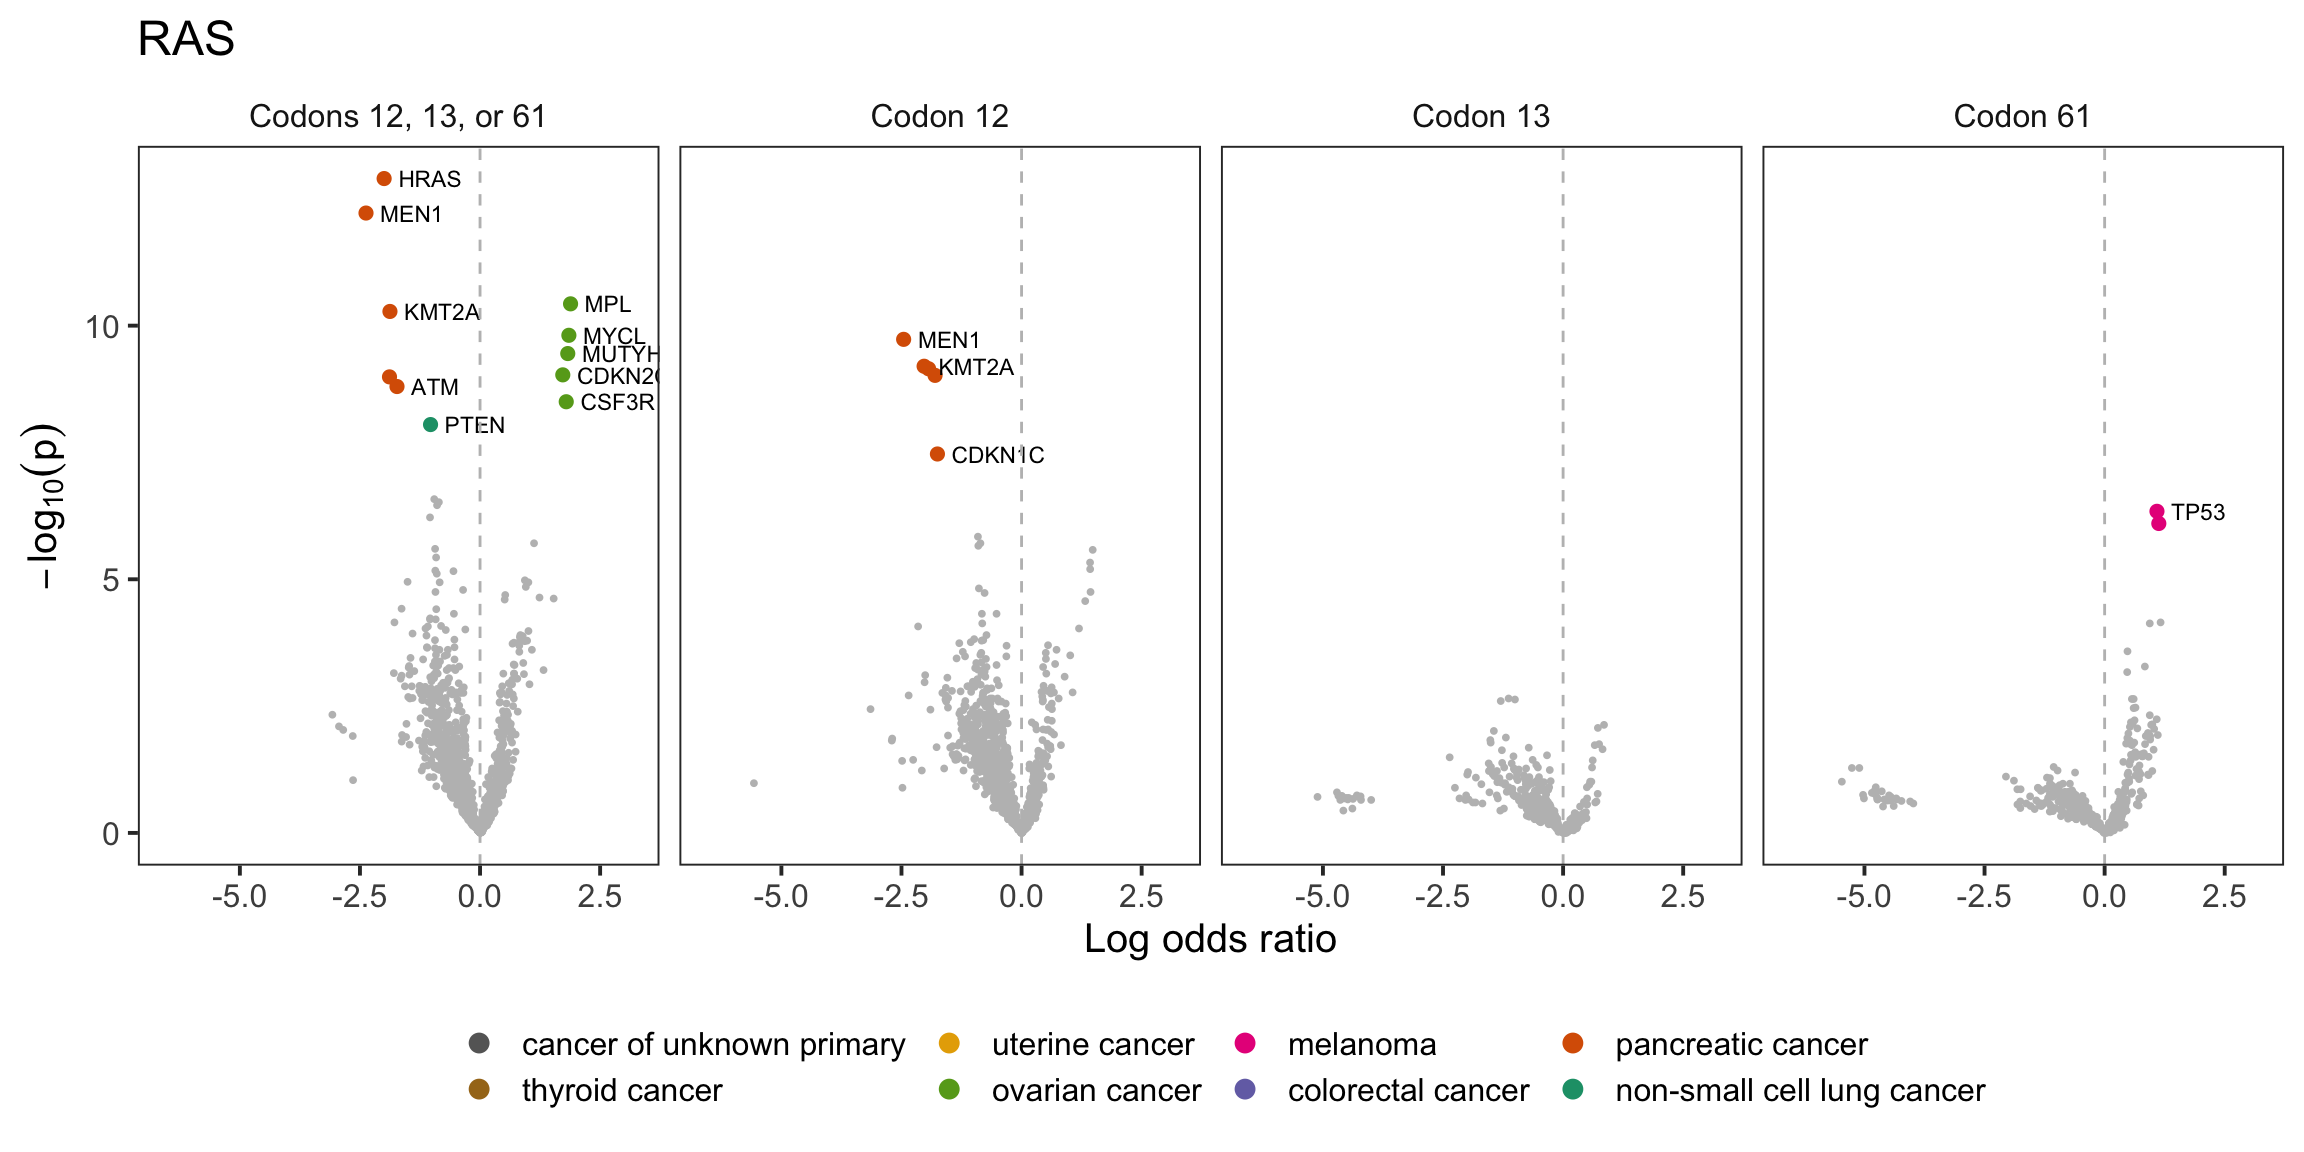 RAS
Codons 12, 13, or 61
Codon 12
Codon 13
Codon 61
HRAS
MEN1
KMT2A
MPL
MYCL
MUTYH
CDKN2
CSF3R
ATM
PTEN
MEN1
KMT2A
CDKN1C
TP53
10
5
0
−log10(p)
-5.0 -2.5 0.0 2.5 -5.0 -2.5 0.0 2.5 -5.0 -2.5 0.0 2.5 -5.0 -2.5 0.0 2.5
Log odds ratio
cancer of unknown primary uterine cancer melanoma pancreatic cancer
thyroid cancer ovarian cancer colorectal cancer non-small cell lung cancer